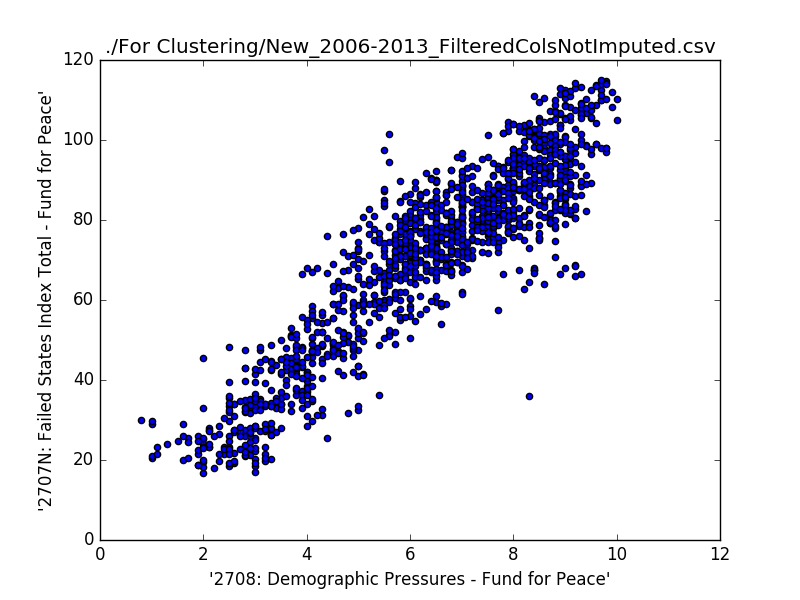 ./For Clustering/New_2006-2013_FilteredColsNotImputed.csv
120
100
80
60
40
20
0
'2707N: Failed States Index Total - Fund for Peace'
0 2 4 6 8 10 12
'2708: Demographic Pressures - Fund for Peace'